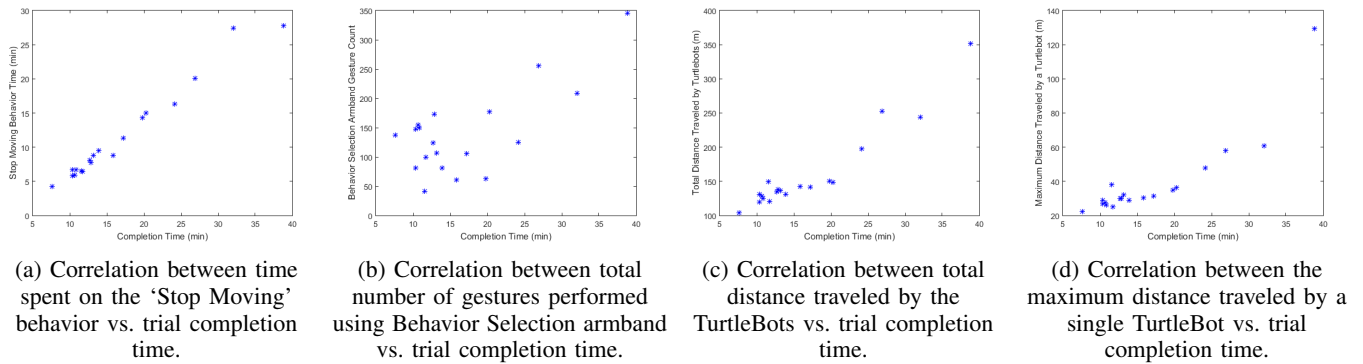 30
25
20
15
10
5
0
5
10
15
20
25
30
35
40
Stop Moving Behavior Time (min)
Completion Time (min)
350
300
250
200
150
100
50
0
5
10
15
20
25
30
35
40
Behavior Selection Armband Gesture Count
Completion Time (min)
400
350
300
250
200
150
100
5
10
15
20
25
30
35
40
Total Distance Traveled by Turtlebots (m)
Completion Time (min)
140
120
100
80
60
40
20
5
10
15
20
25
30
35
40
Maximum Distance Traveled by a Turtlebot (m)
Completion Time (min)
(a) Correlation between time
spent on the ‘Stop Moving’
behavior vs. trial completion
time.
(b) Correlation between total
number of gestures performed
using Behavior Selection armband
vs. trial completion time.
(c) Correlation between total
distance traveled by the
TurtleBots vs. trial completion
time.
(d) Correlation between the
maximum distance traveled by a
single TurtleBot vs. trial
completion time.